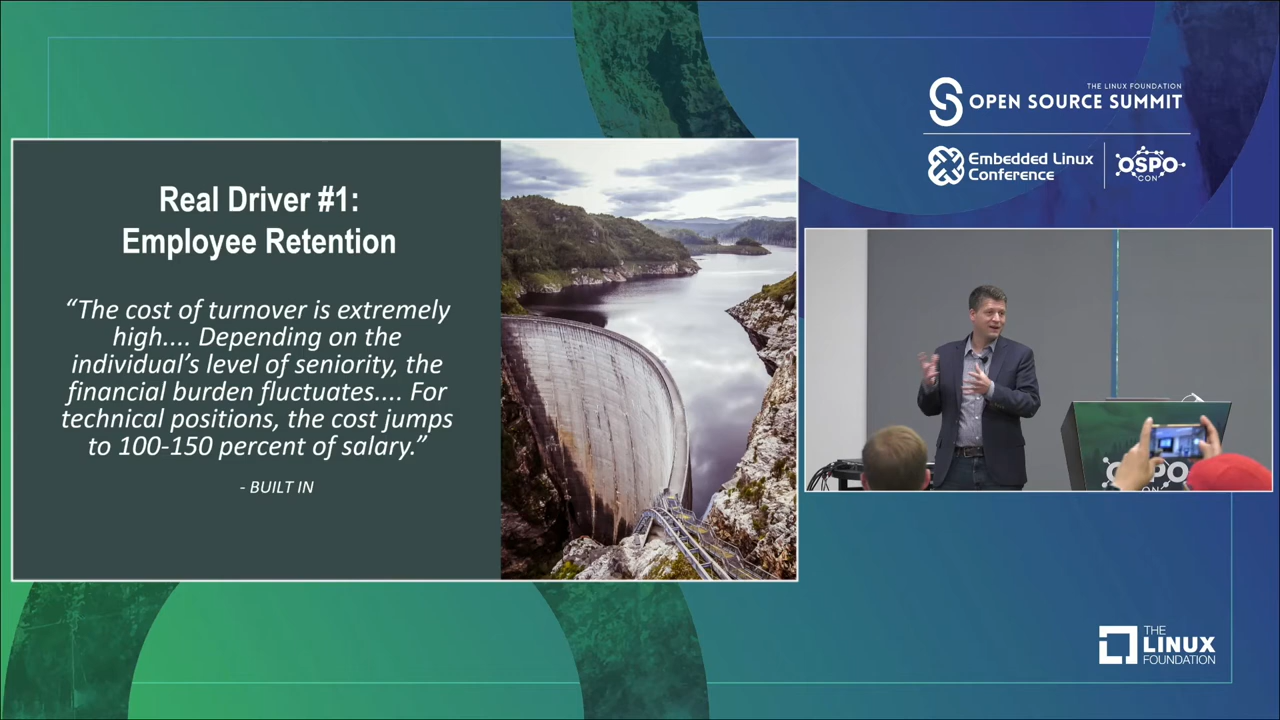 THE LINUX FOUNDATION
OPEN SOURCE SUMMIT
Embedded Linux
Conference
OSPO
CON
Real Driver #1:
Employee Retention
“The cost of turnover is extremely
high.... Depending on the
individual’s level of seniority, the
financial burden fluctuates.... For
technical positions, the cost jumps
to 100-150 percent of salary.”
- BUILT IN
OSPO
CON
THE
LINUX
FOUNDATION